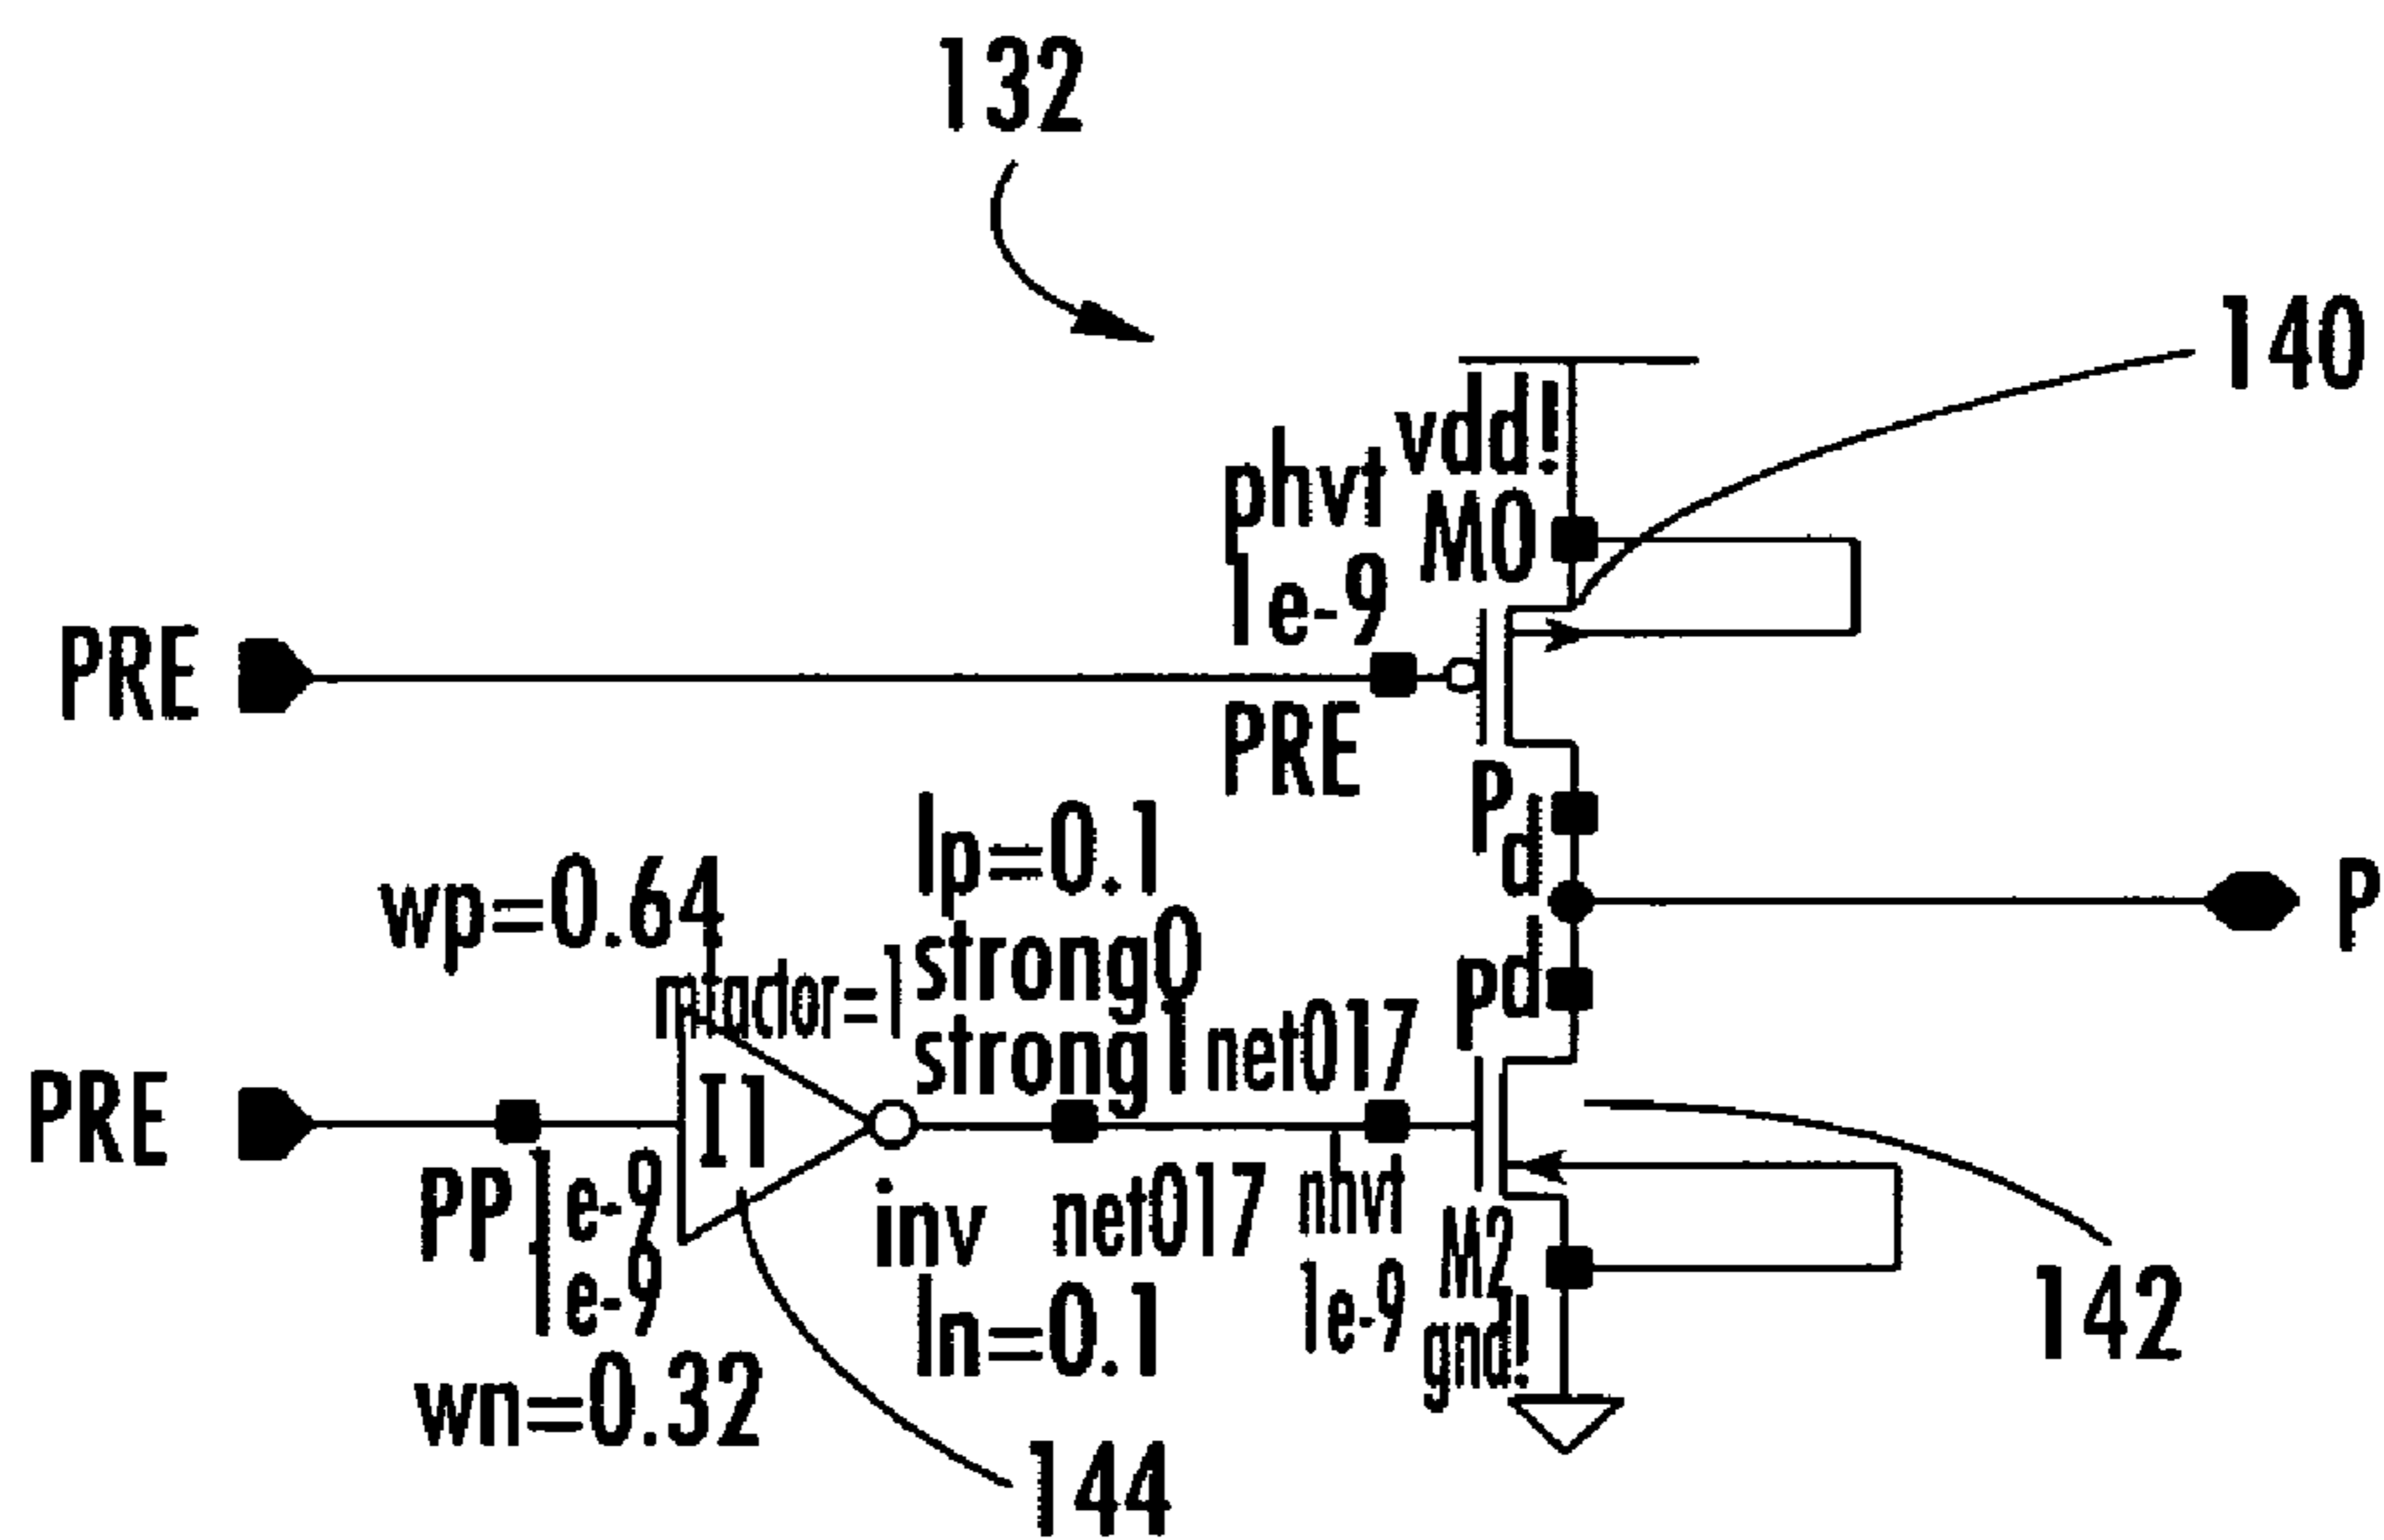 132
140
vdd!
phvt
M0
1e-9
PRE
PRE
Pd
lp=0.1
wp=0.64
P
strong0
mfactor=1
pd
strong1
net017
PRE
I1
PP
1e-9
inv
net017
nhvt
M2
1e-9
1e-9
gnd!
142
ln=0.1
wn=0.32
144